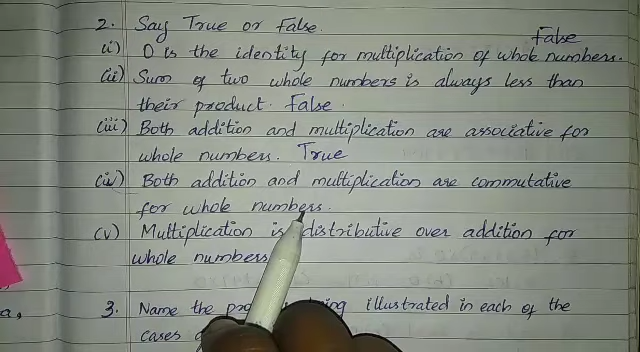 2. Say True or False.
False
(i) 0 is the identity for multiplication of whole numbers.
(ii) Sum of two whole numbers is always less than
their product. False.
(iii) Both addition and multiplication are associative for
whole numbers. True
(iv) Both addition and multiplication are commutative
for whole numbers.
(v) Multiplication is distributive over addition for
whole numbers
3. Name the illustrated in each of the
a, cases